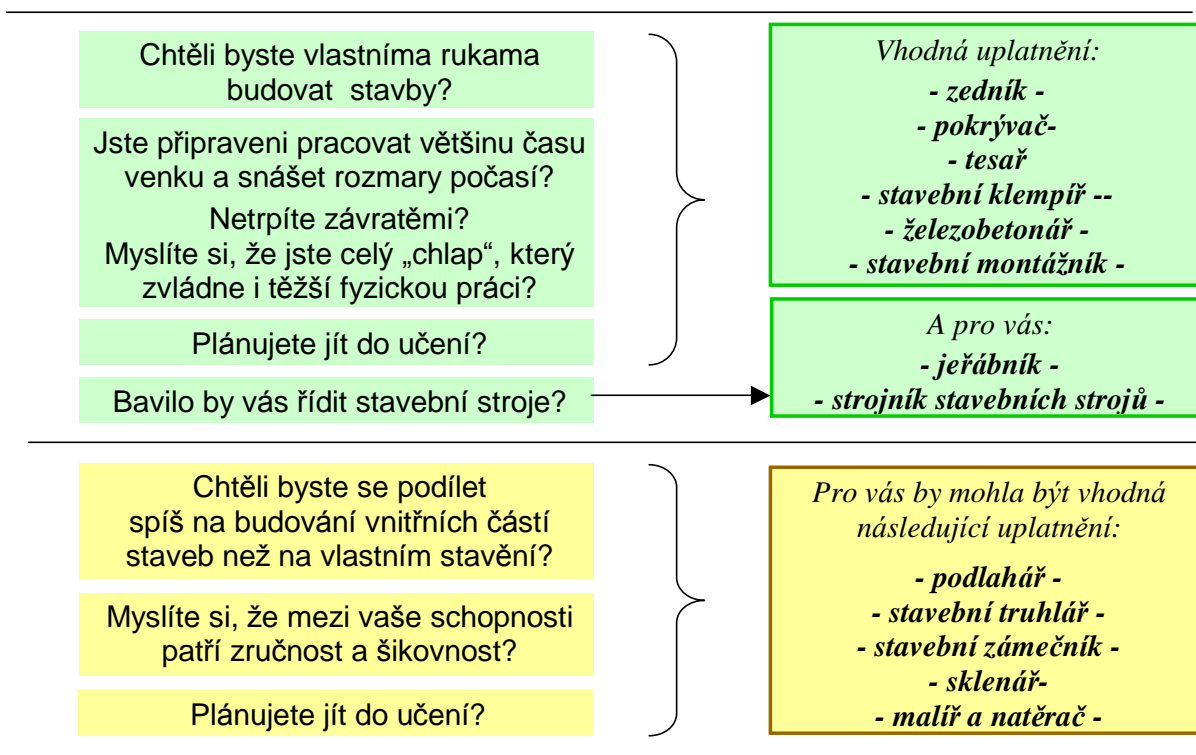 Chtěli byste vlastníma rukama
budovat  stavby?
Jste připraveni pracovat většinu času
venku a snášet rozmary počasí?
Netrpíte závratěmi?
Myslíte si, že jste celý „chlap“, který
zvládne i těžší fyzickou práci?
Plánujete jít do učení?
Bavilo by vás řídit stavební stroje?
Vhodná uplatnění:
- zedník -
- pokrývač-
- tesař
- stavební klempíř --
- železobetonář -
- stavební montážník -
A pro vás:
- jeřábník -
- strojník stavebních strojů -
Chtěli byste se podílet
spíš na budování vnitřních částí
staveb než na vlastním stavění?
Myslíte si, že mezi vaše schopnosti
patří zručnost a šikovnost?
Plánujete jít do učení?
Pro vás by mohla být vhodná
následující uplatnění:
- podlahář -
- stavební truhlář -
- stavební zámečník -
- sklenář-
- malíř a natěrač -